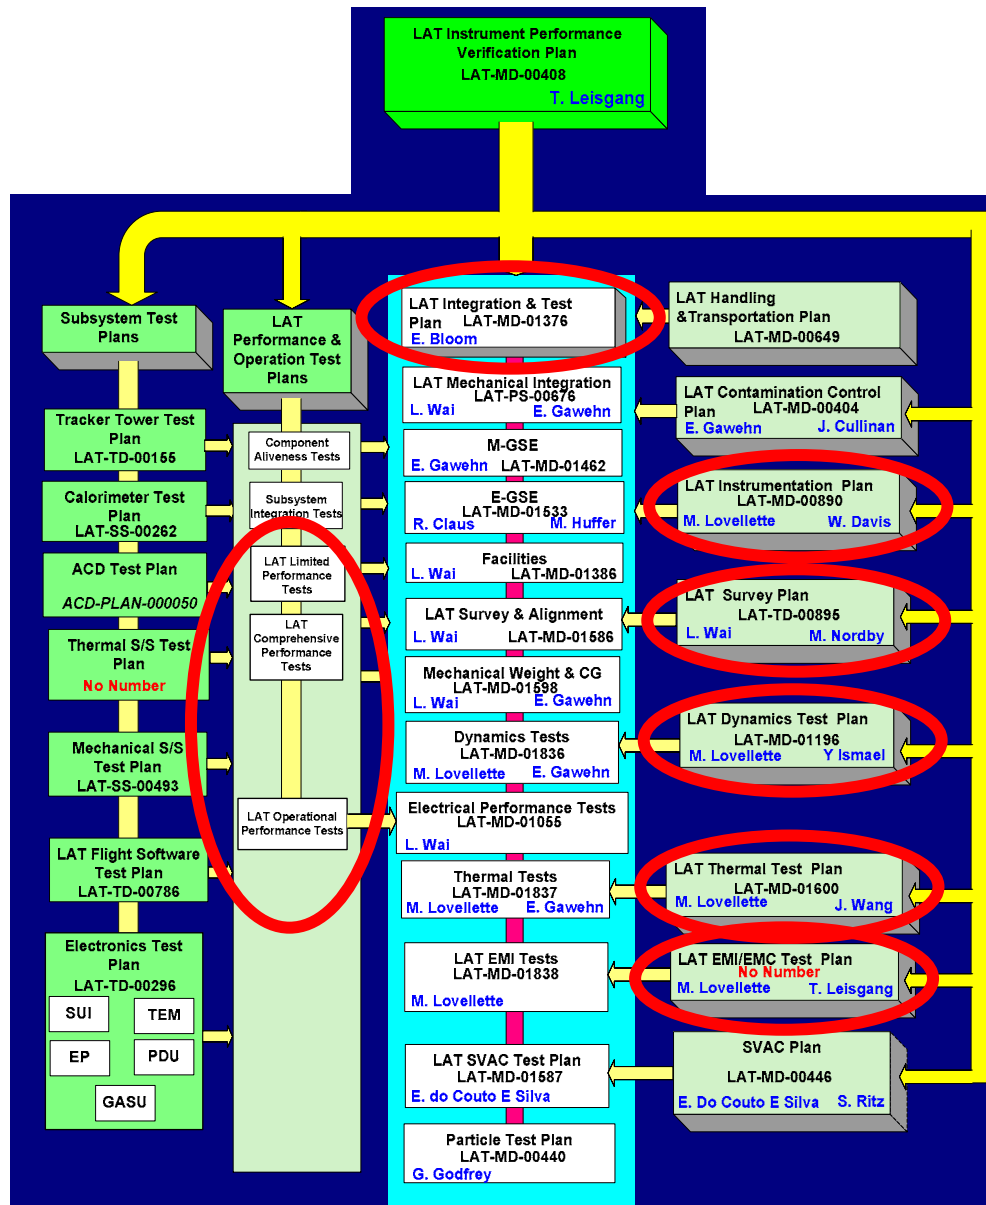 LAT Instrument Performance
Verification Plan
LAT-MD-00408
T. Leisgang
Subsystem Test
Plans
Tracker Tower Test
Plan
LAT-TD-00155
Calorimeter Test
Plan
LAT-SS-00262
ACD Test Plan
ACD-PLAN-000050
Thermal S/S Test
Plan
No Number
Mechanical S/S
Test Plan
LAT-SS-00493
LAT Flight Software
Test Plan
LAT-TD-00786
Electronics Test
Plan
LAT-TD-00296
SUI
TEM
EP
PDU
GASU
LAT
Performance &
Operation Test
Plans
Component
Aliveness Tests
Subsystem
Integration Tests
LAT Limited
Performance
Tests
LAT
Comprehensive
Performance
Tests
LAT Operational
Performance Tests
LAT Integration & Test
Plan LAT-MD-01376
E. Bloom
LAT Mechanical Integration
LAT-PS-00676
L. Wai E. Gawehn
M-GSE
E. Gawehn LAT-MD-01462
E-GSE
LAT-MD-01533
R. Claus M. Huffer
Facilities
L. Wai LAT-MD-01386
LAT Survey & Alignment
L. Wai LAT-MD-01586
Mechanical Weight & CG
LAT-MD-01598
L. Wai E. Gawehn
Dynamics Tests
LAT-MD-01836
M. Lovellette E. Gawehn
Electrical Performance Tests
LAT-MD-01055
L. Wai
Thermal Tests
LAT-MD-01837
M. Lovellette E. Gawehn
LAT EMI Tests
LAT-MD-01838
M. Lovellette
LAT SVAC Test Plan
LAT-MD-01587
E. do Couto E Silva
Particle Test Plan
LAT-MD-00440
G. Godfrey
LAT Handling
&Transportation Plan
LAT-MD-00649
LAT Contamination Control
Plan LAT-MD-00404
E. Gawehn J. Cullinan
LAT Instrumentation Plan
LAT-MD-00890
M. Lovellette W. Davis
LAT Survey Plan
LAT-TD-00895
L. Wai M. Nordby
LAT Dynamics Test Plan
LAT-MD-01196
M. Lovellette Y Ismael
LAT Thermal Test Plan
LAT-MD-01600
M. Lovellette J. Wang
LAT EMI/EMC Test Plan
No Number
M. Lovellette T. Leisgang
SVAC Plan
LAT-MD-00446
E. Do Couto E Silva S. Ritz